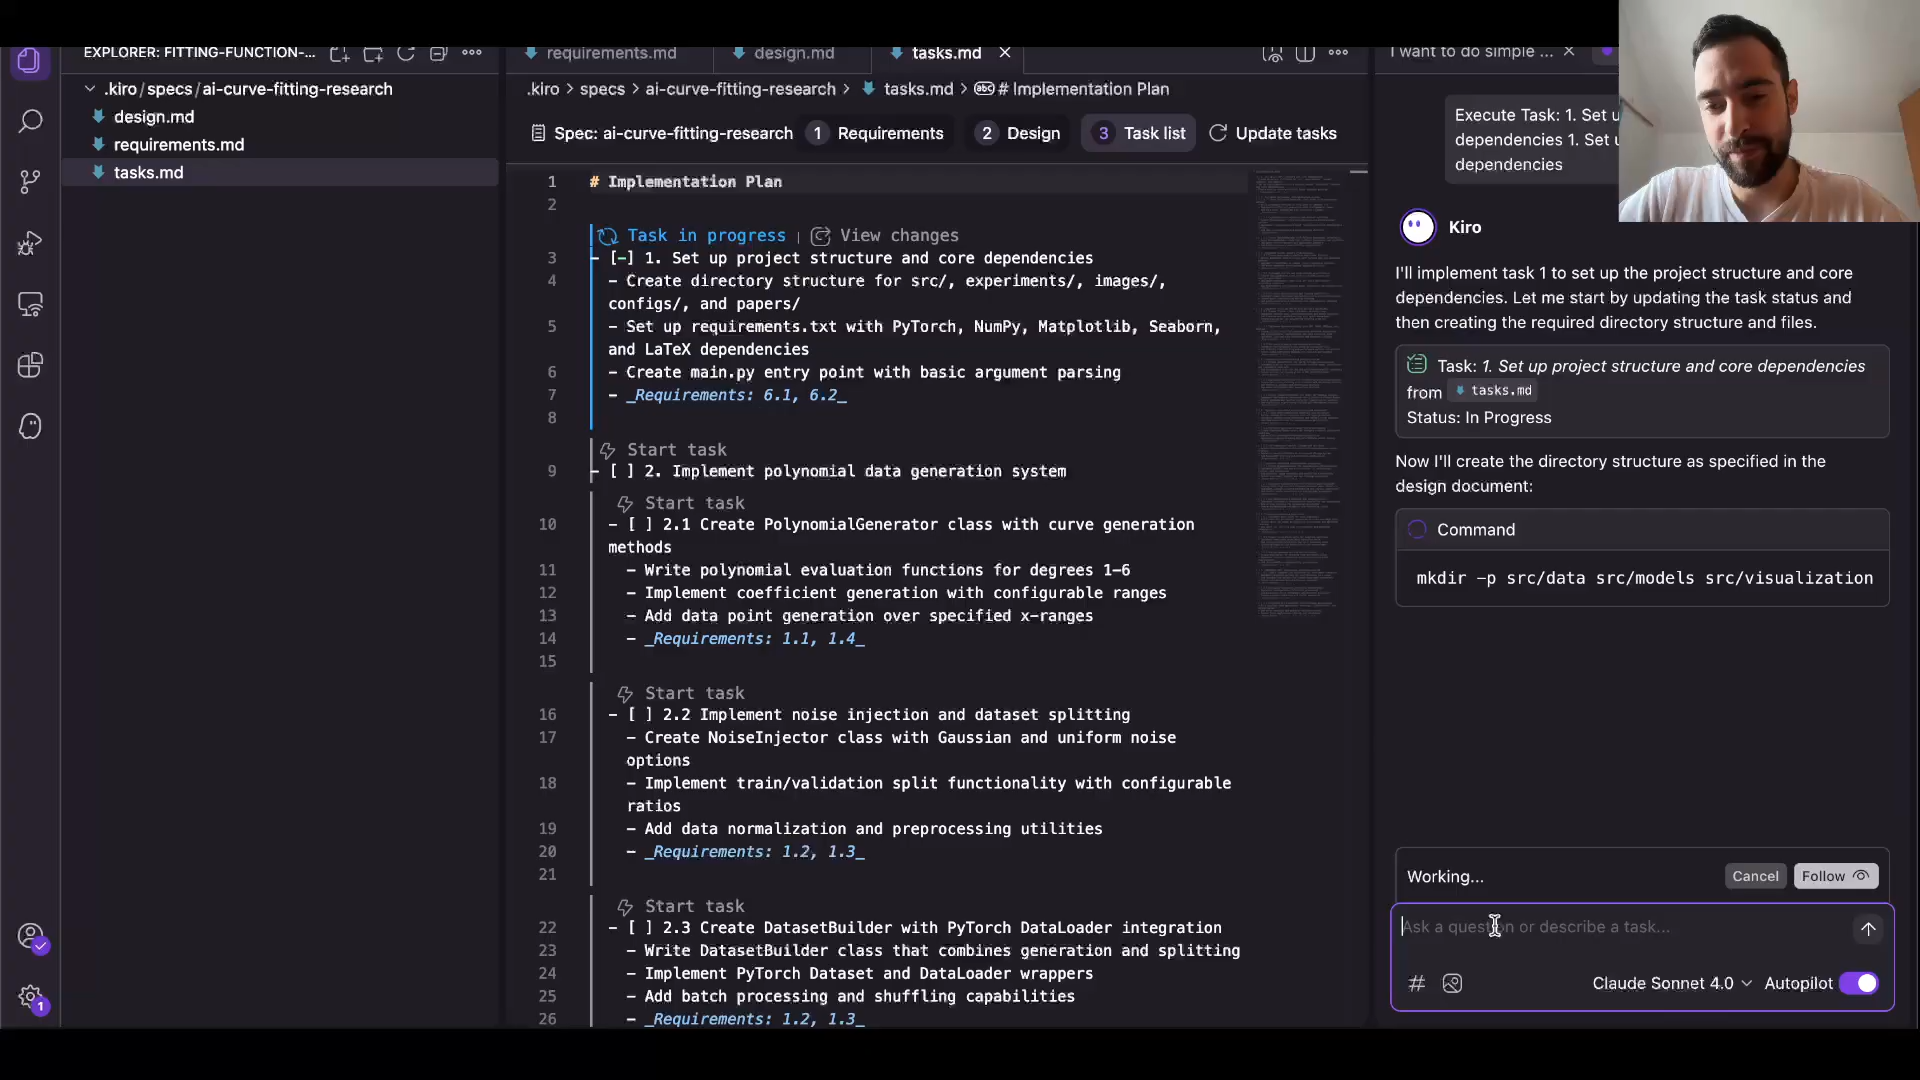 EXPLORER: FITTING-FUNCTION-...
.kiro/specs/ai-curve-fitting-research
design.md
requirements.md
tasks.md
1
1
requirements.md
design.md
tasks.md
.kiro > specs > ai-curve-fitting-research > tasks.md > # Implementation Plan
Spec: ai-curve-fitting-research 1 Requirements 2 Design 3 Task list Update tasks
1 # Implementation Plan
2
Task in progress | View changes
3 - [-] 1. Set up project structure and core dependencies
4 - Create directory structure for src/, experiments/, images/,
configs/, and papers/
5 - Set up requirements.txt with PyTorch, NumPy, Matplotlib, Seaborn,
and LaTeX dependencies
6 - Create main.py entry point with basic argument parsing
7 - _Requirements: 6.1, 6.2_
8
Start task
9 - [ ] 2. Implement polynomial data generation system
Start task
10 - [ ] 2.1 Create PolynomialGenerator class with curve generation
methods
11 - Write polynomial evaluation functions for degrees 1-6
12 - Implement coefficient generation with configurable ranges
13 - Add data point generation over specified x-ranges
14 - _Requirements: 1.1, 1.4_
15
Start task
16 - [ ] 2.2 Implement noise injection and dataset splitting
17 - Create NoiseInjector class with Gaussian and uniform noise
options
18 - Implement train/validation split functionality with configurable
ratios
19 - Add data normalization and preprocessing utilities
20 - _Requirements: 1.2, 1.3_
21
Start task
22 - [ ] 2.3 Create DatasetBuilder with PyTorch DataLoader integration
23 - Write DatasetBuilder class that combines generation and splitting
24 - Implement PyTorch Dataset and DataLoader wrappers
25 - Add batch processing and shuffling capabilities
26 - _Requirements: 1.2, 1.3_
I want to do simple ...
Execute Task: 1. Set u
dependencies 1. Set u
dependencies
Kiro
I'll implement task 1 to set up the project structure and core
dependencies. Let me start by updating the task status and
then creating the required directory structure and files.
Task: 1. Set up project structure and core dependencies
from tasks.md
Status: In Progress
Now I'll create the directory structure as specified in the
design document:
Command
mkdir -p src/data src/models src/visualization
Working... Cancel Follow
Ask a question or describe a task...
# Claude Sonnet 4.0 Autopilot